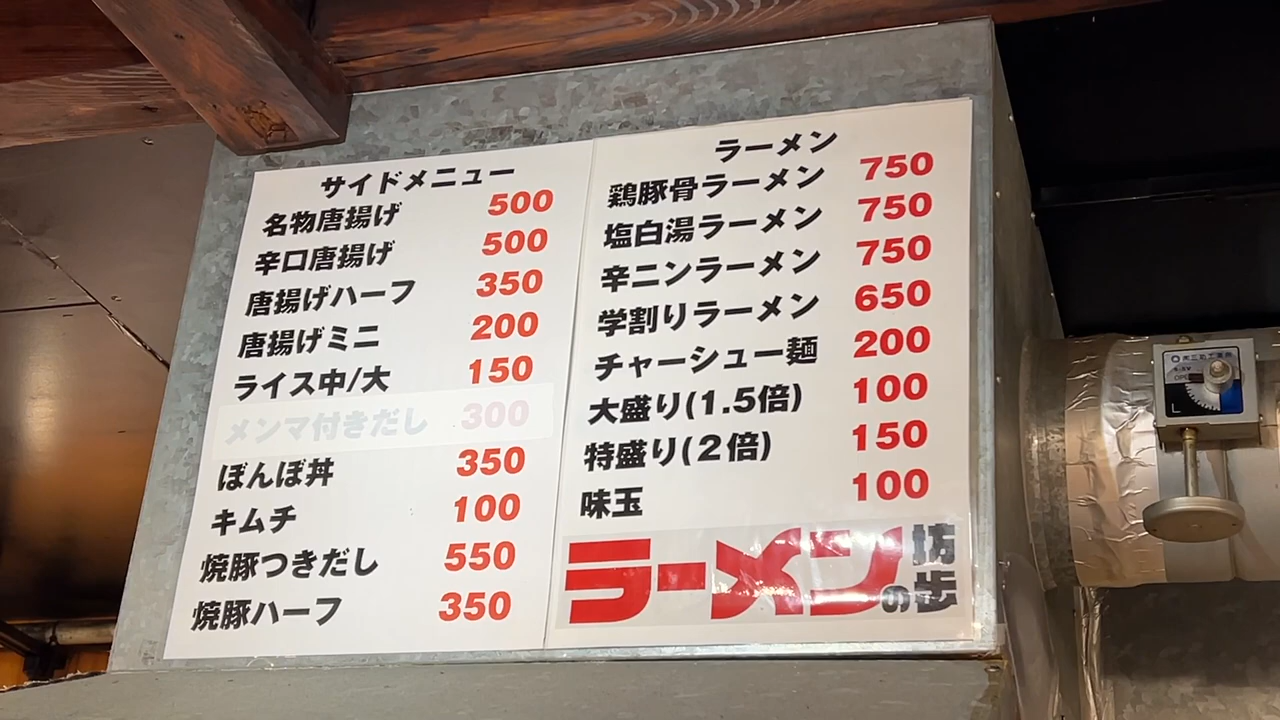 サイドメニュー
名物唐揚げ 500
辛口唐揚げ 500
唐揚げハーフ 350
唐揚げミニ 200
ライス中/大 150
メンマ付きだし 300
ぼんぼ丼 350
キムチ 100
焼豚つきだし 550
焼豚ハーフ 350
ラーメン
鶏豚骨ラーメン 750
塩白湯ラーメン 750
辛ニンラーメン 750
学割りラーメン 650
チャーシュー麺 200
大盛り(1.5倍) 100
特盛り(２倍) 150
味玉 100
ラーメンの坊歩
OPE
L